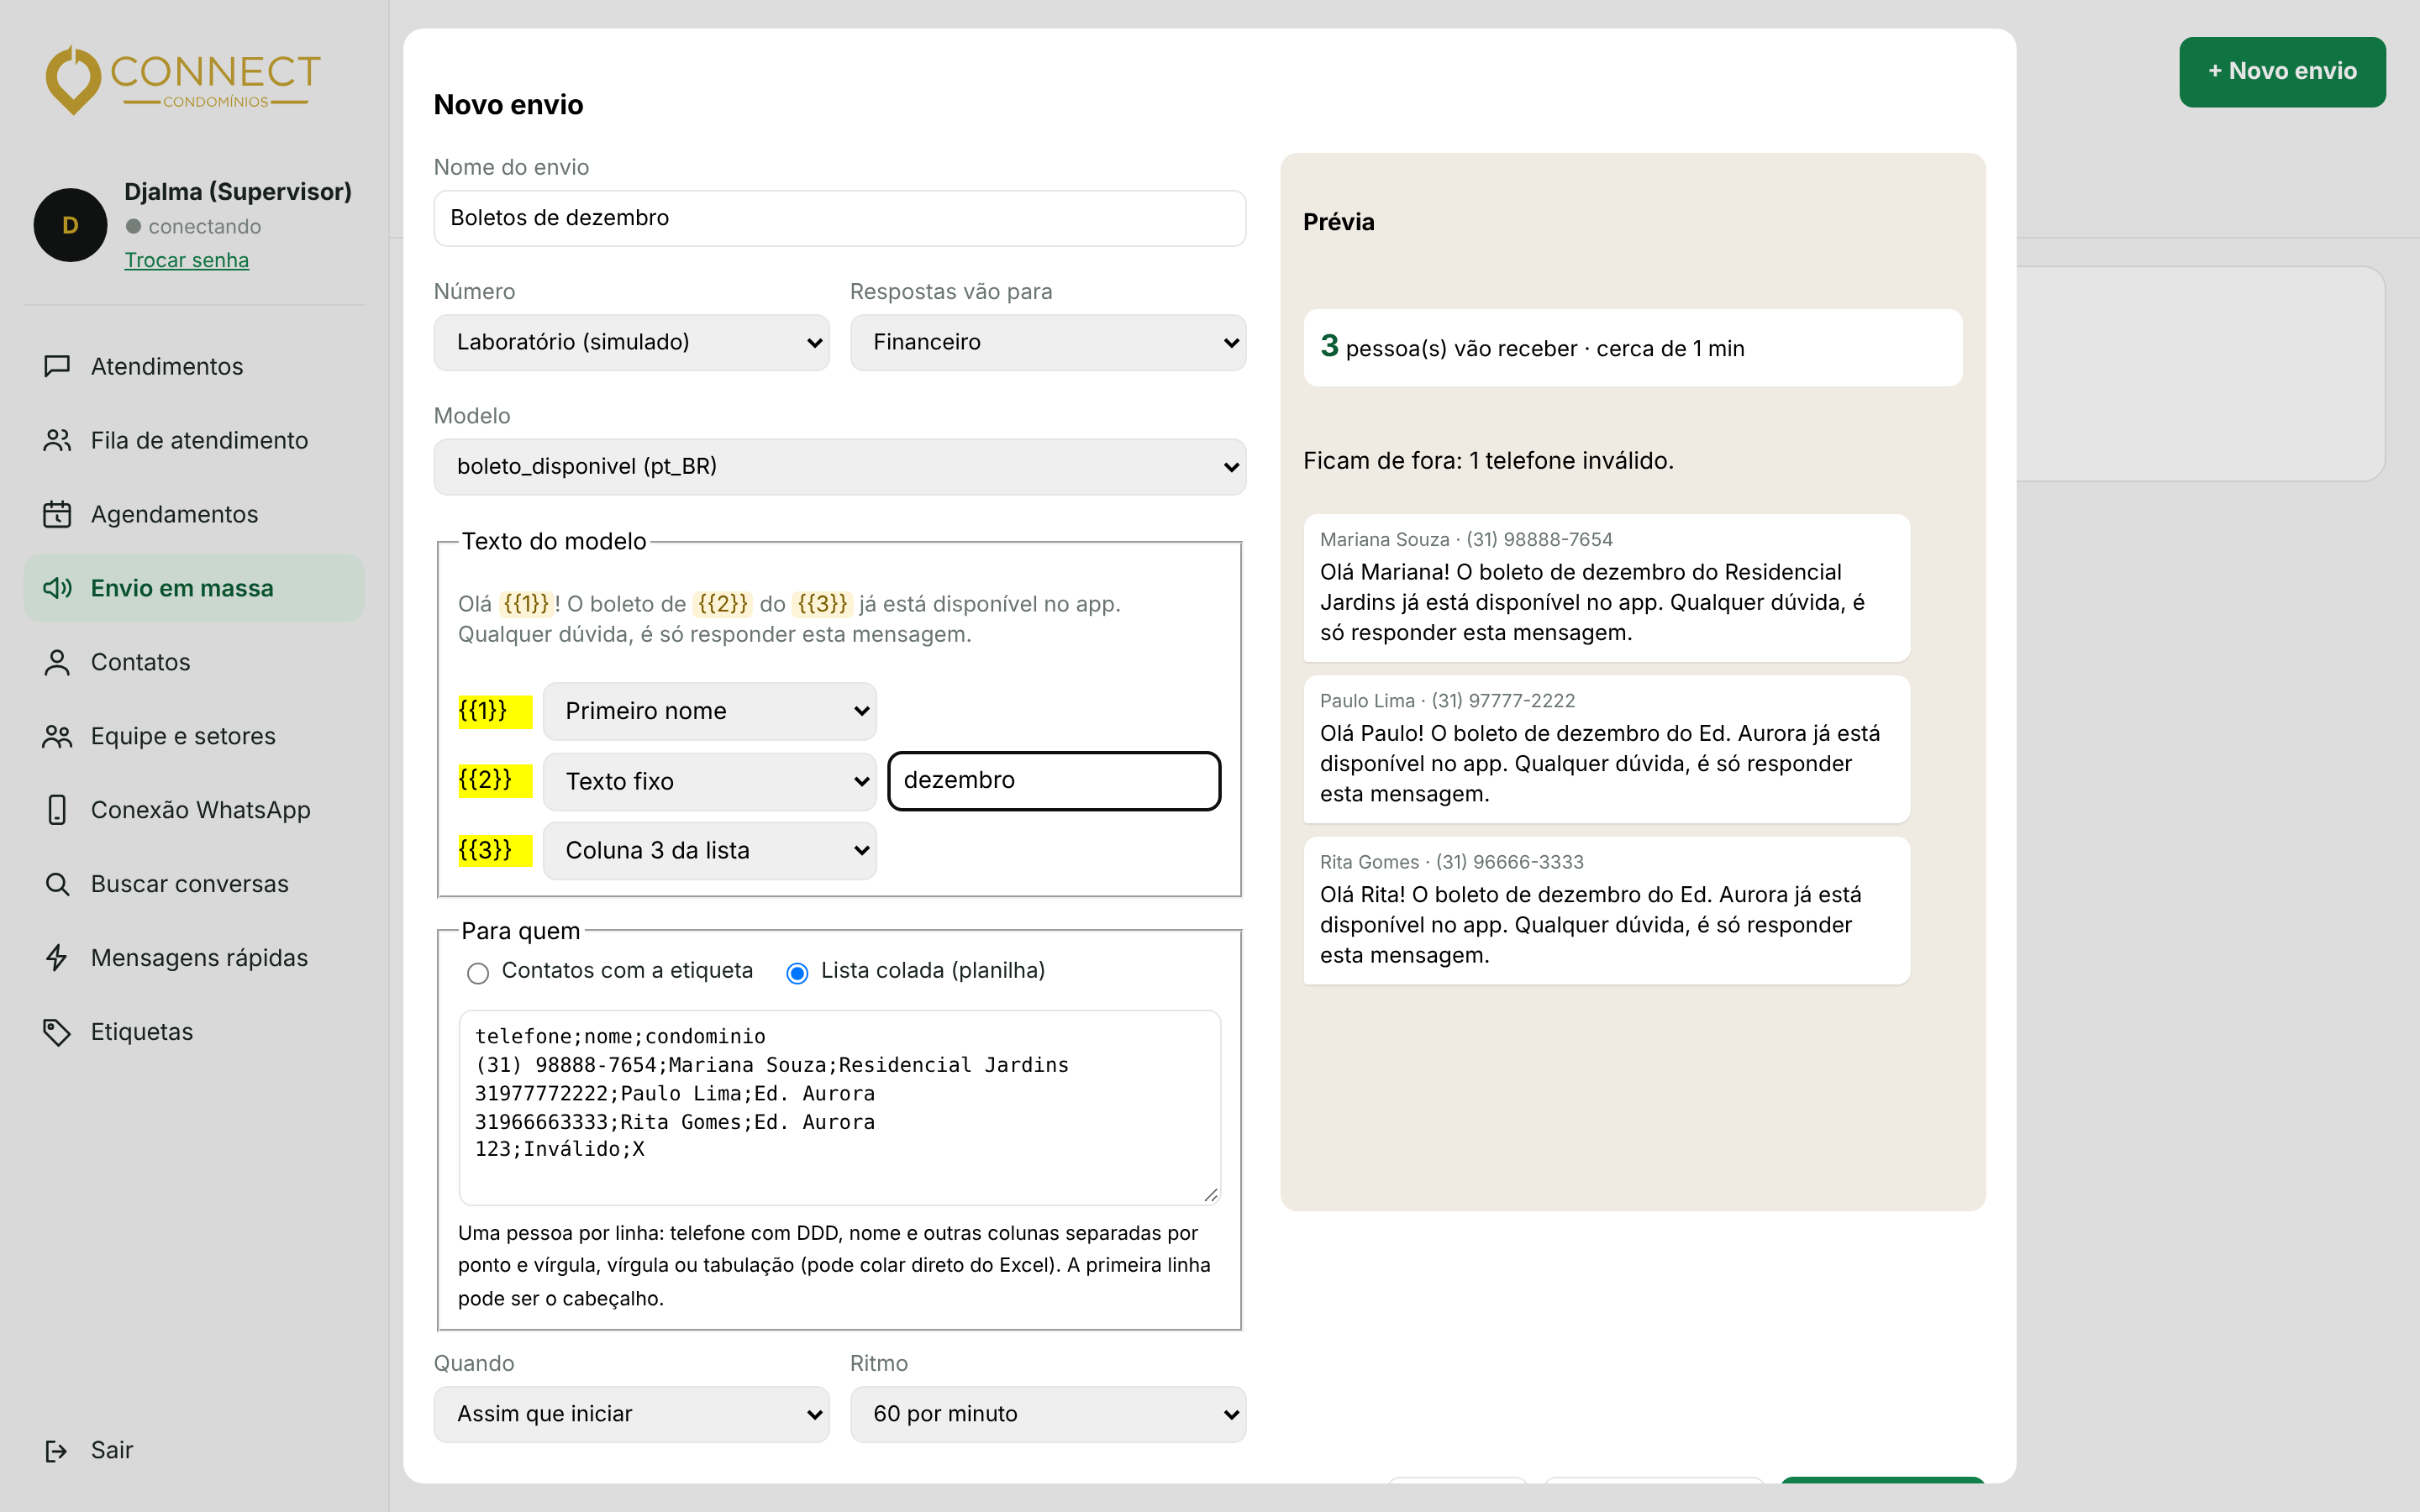 CONNECT
CONDOMÍNIOS
D
Djalma (Supervisor)
conectando
Trocar senha
Atendimentos
Fila de atendimento
Agendamentos
Envio em massa
Contatos
Equipe e setores
Conexão WhatsApp
Buscar conversas
Mensagens rápidas
Etiquetas
Sair
+ Novo envio
Novo envio
Nome do envio
Boletos de dezembro
Número
Respostas vão para
Laboratório (simulado)
Financeiro
Modelo
boleto_disponivel (pt_BR)
Texto do modelo
Olá {{1}}! O boleto de {{2}} do {{3}} já está disponível no app.
Qualquer dúvida, é só responder esta mensagem.
{{1}} Primeiro nome
{{2}} Texto fixo dezembro
{{3}} Coluna 3 da lista
Para quem
Contatos com a etiqueta Lista colada (planilha)
telefone;nome;condominio
(31) 98888-7654;Mariana Souza;Residencial Jardins
31977772222;Paulo Lima;Ed. Aurora
31966663333;Rita Gomes;Ed. Aurora
123;Inválido;X
Uma pessoa por linha: telefone com DDD, nome e outras colunas separadas por
ponto e vírgula, vírgula ou tabulação (pode colar direto do Excel). A primeira linha
pode ser o cabeçalho.
Quando
Ritmo
Assim que iniciar
60 por minuto
Prévia
3 pessoa(s) vão receber · cerca de 1 min
Ficam de fora: 1 telefone inválido.
Mariana Souza · (31) 98888-7654
Olá Mariana! O boleto de dezembro do Residencial
Jardins já está disponível no app. Qualquer dúvida, é
só responder esta mensagem.
Paulo Lima · (31) 97777-2222
Olá Paulo! O boleto de dezembro do Ed. Aurora já está
disponível no app. Qualquer dúvida, é só responder
esta mensagem.
Rita Gomes · (31) 96666-3333
Olá Rita! O boleto de dezembro do Ed. Aurora já está
disponível no app. Qualquer dúvida, é só responder
esta mensagem.